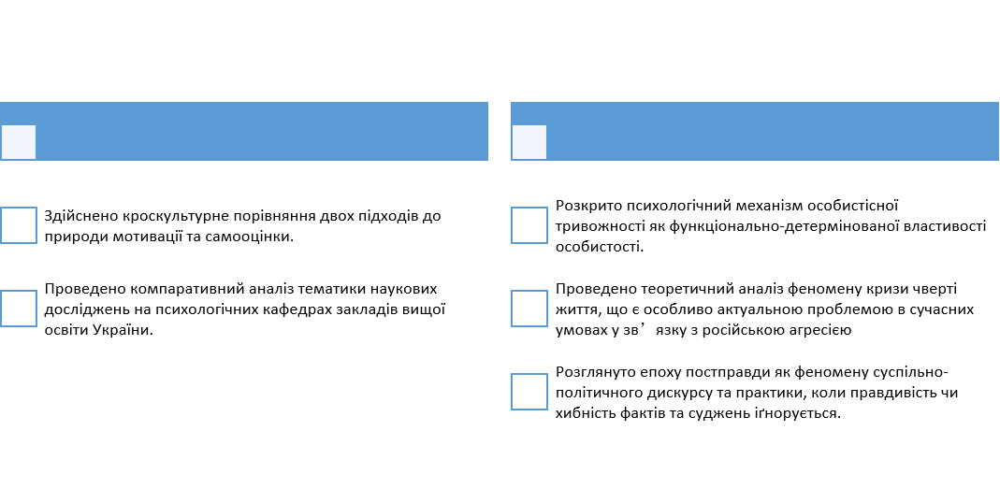 Здійснено кроскультурне порівняння двох підходів до
природи мотивації та самооцінки.
Проведено компаративний аналіз тематики наукових
досліджень на психологічних кафедрах закладів вищої
освіти України.
Розкрито психологічний механізм особистісної
тривожності як функціонально-детермінованої властивості
особистості.
Проведено теоретичний аналіз феномену кризи чверті
життя, що є особливо актуальною проблемою в сучасних
умовах у зв’язку з російською агресією
Розглянуто епоху постправди як феномену суспільно-
політичного дискурсу та практики, коли правдивість чи
хибність фактів та суджень іґнорується.